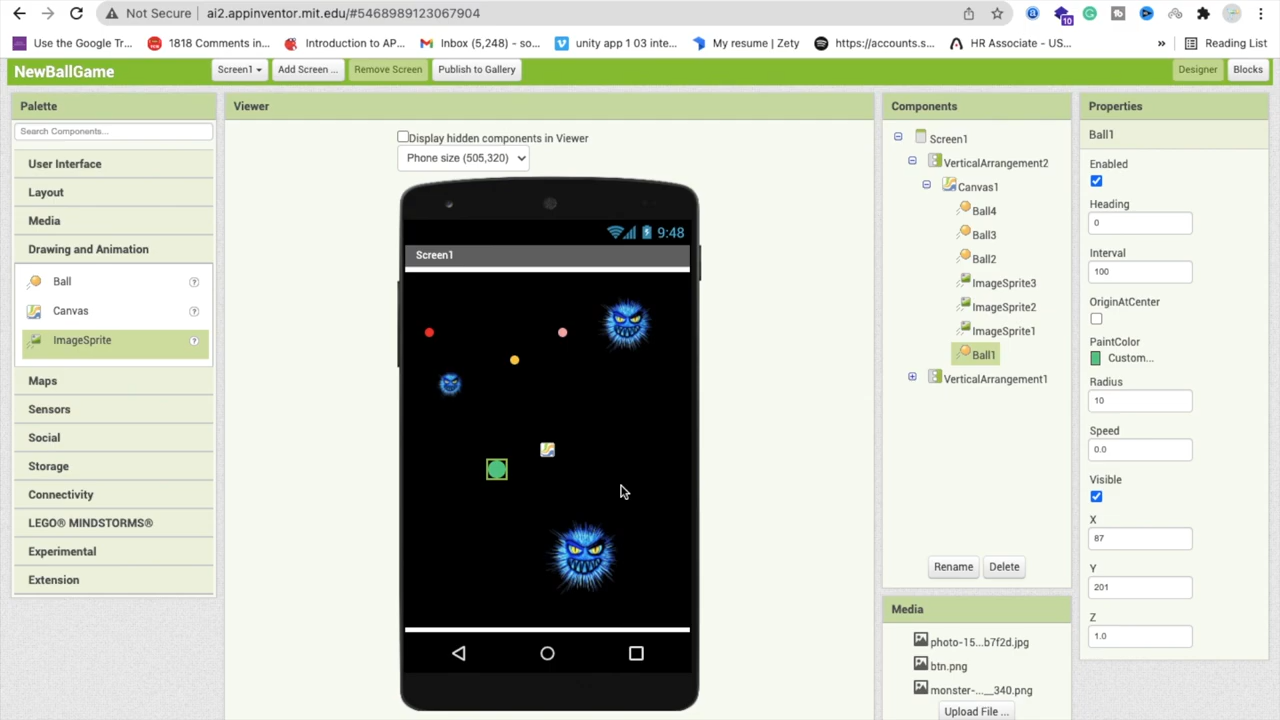 Not Secure | ai2.appinventor.mit.edu/#5468989123067904
10
Use the Google T... 1818 Comments in... Introduction to AP... Inbox (5,248) - so... unity app 1 03 inte... My resume | Zety https://accounts.s... HR Associate - US... » Reading List
NewBallGame Screen1 Add Screen ... Remove Screen Publish to Gallery Designer Blocks
Palette
Search Components...
User Interface
Layout
Media
Drawing and Animation
Ball ?
Canvas ?
ImageSprite ?
Maps
Sensors
Social
Storage
Connectivity
LEGO® MINDSTORMS®
Experimental
Extension
Viewer
Display hidden components in Viewer
Phone size (505,320)
9:48
Screen1
Components
Screen1
VerticalArrangement2
Canvas1
Ball4
Ball3
Ball2
ImageSprite3
ImageSprite2
ImageSprite1
Ball1
VerticalArrangement1
Rename Delete
Media
photo-15...b7f2d.jpg
btn.png
monster-...__340.png
Upload File ...
Properties
Ball1
Enabled
Heading
0
Interval
100
OriginAtCenter
PaintColor
Custom...
Radius
10
Speed
0.0
Visible
X
87
Y
201
Z
1.0